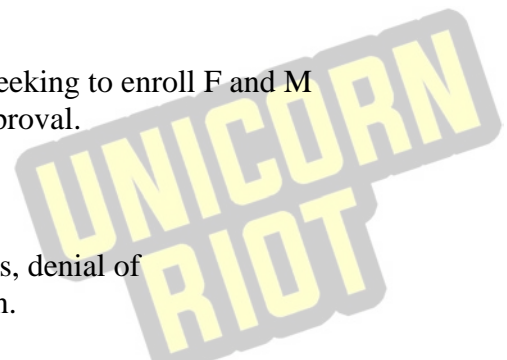 eeking to enroll F and M
proval.
UNICORN
RIOT
s, denial of
n.